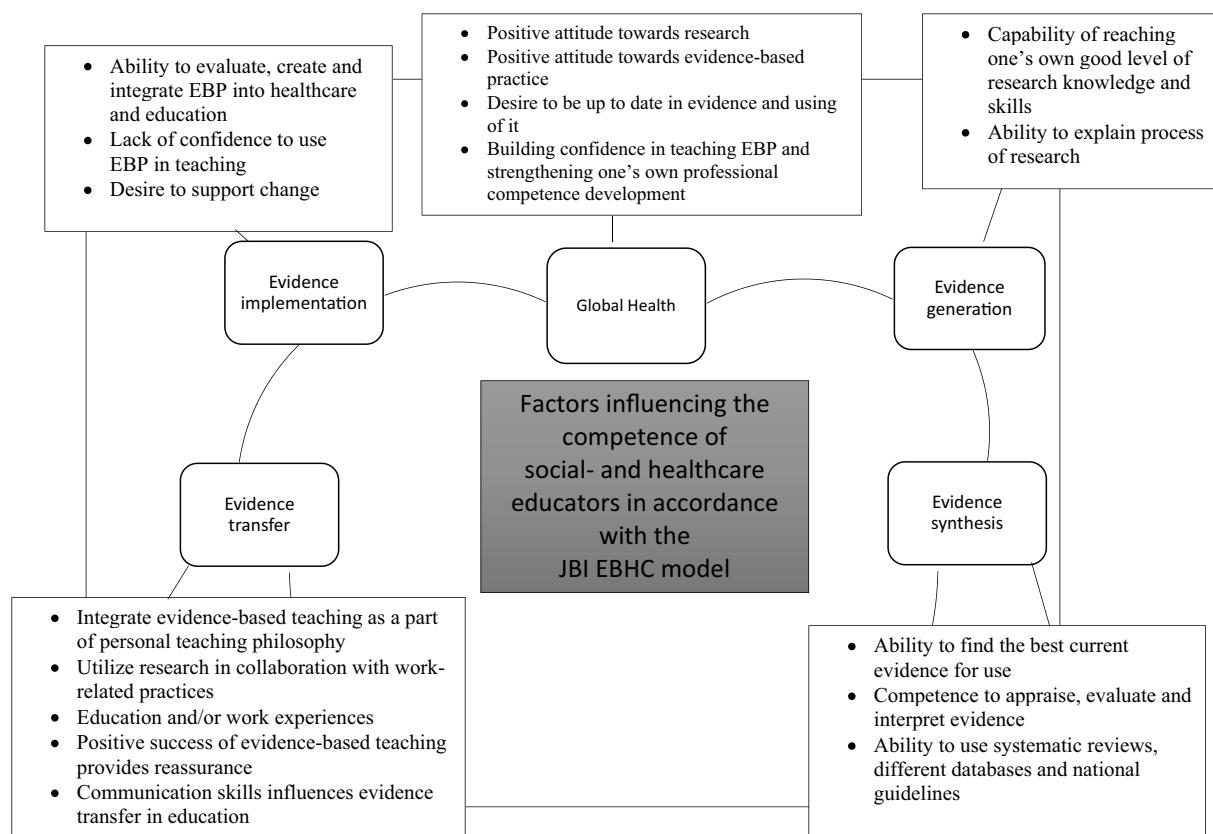 • Ability to evaluate, create and
integrate EBP into healthcare
and education
• Lack of confidence to use
EBP in teaching
• Desire to support change
• Positive attitude towards research
• Positive attitude towards evidence-based
practice
• Desire to be up to date in evidence and using
of it
• Building confidence in teaching EBP and
strengthening one's own professional
competence development
• Capability of reaching
one's own good level of
research knowledge and
skills
• Ability to explain process
of research
Evidence
implementation
Global Health
Evidence
generation
Factors influencing the
competence of
social- and healthcare
educators in accordance
with the
JBI EBHC model
Evidence
transfer
Evidence
synthesis
• Integrate evidence-based teaching as a part
of personal teaching philosophy
• Utilize research in collaboration with work-
related practices
• Education and/or work experiences
• Positive success of evidence-based teaching
provides reassurance
• Communication skills influences evidence
transfer in education
• Ability to find the best current
evidence for use
• Competence to appraise, evaluate and
interpret evidence
• Ability to use systematic reviews,
different databases and national
guidelines